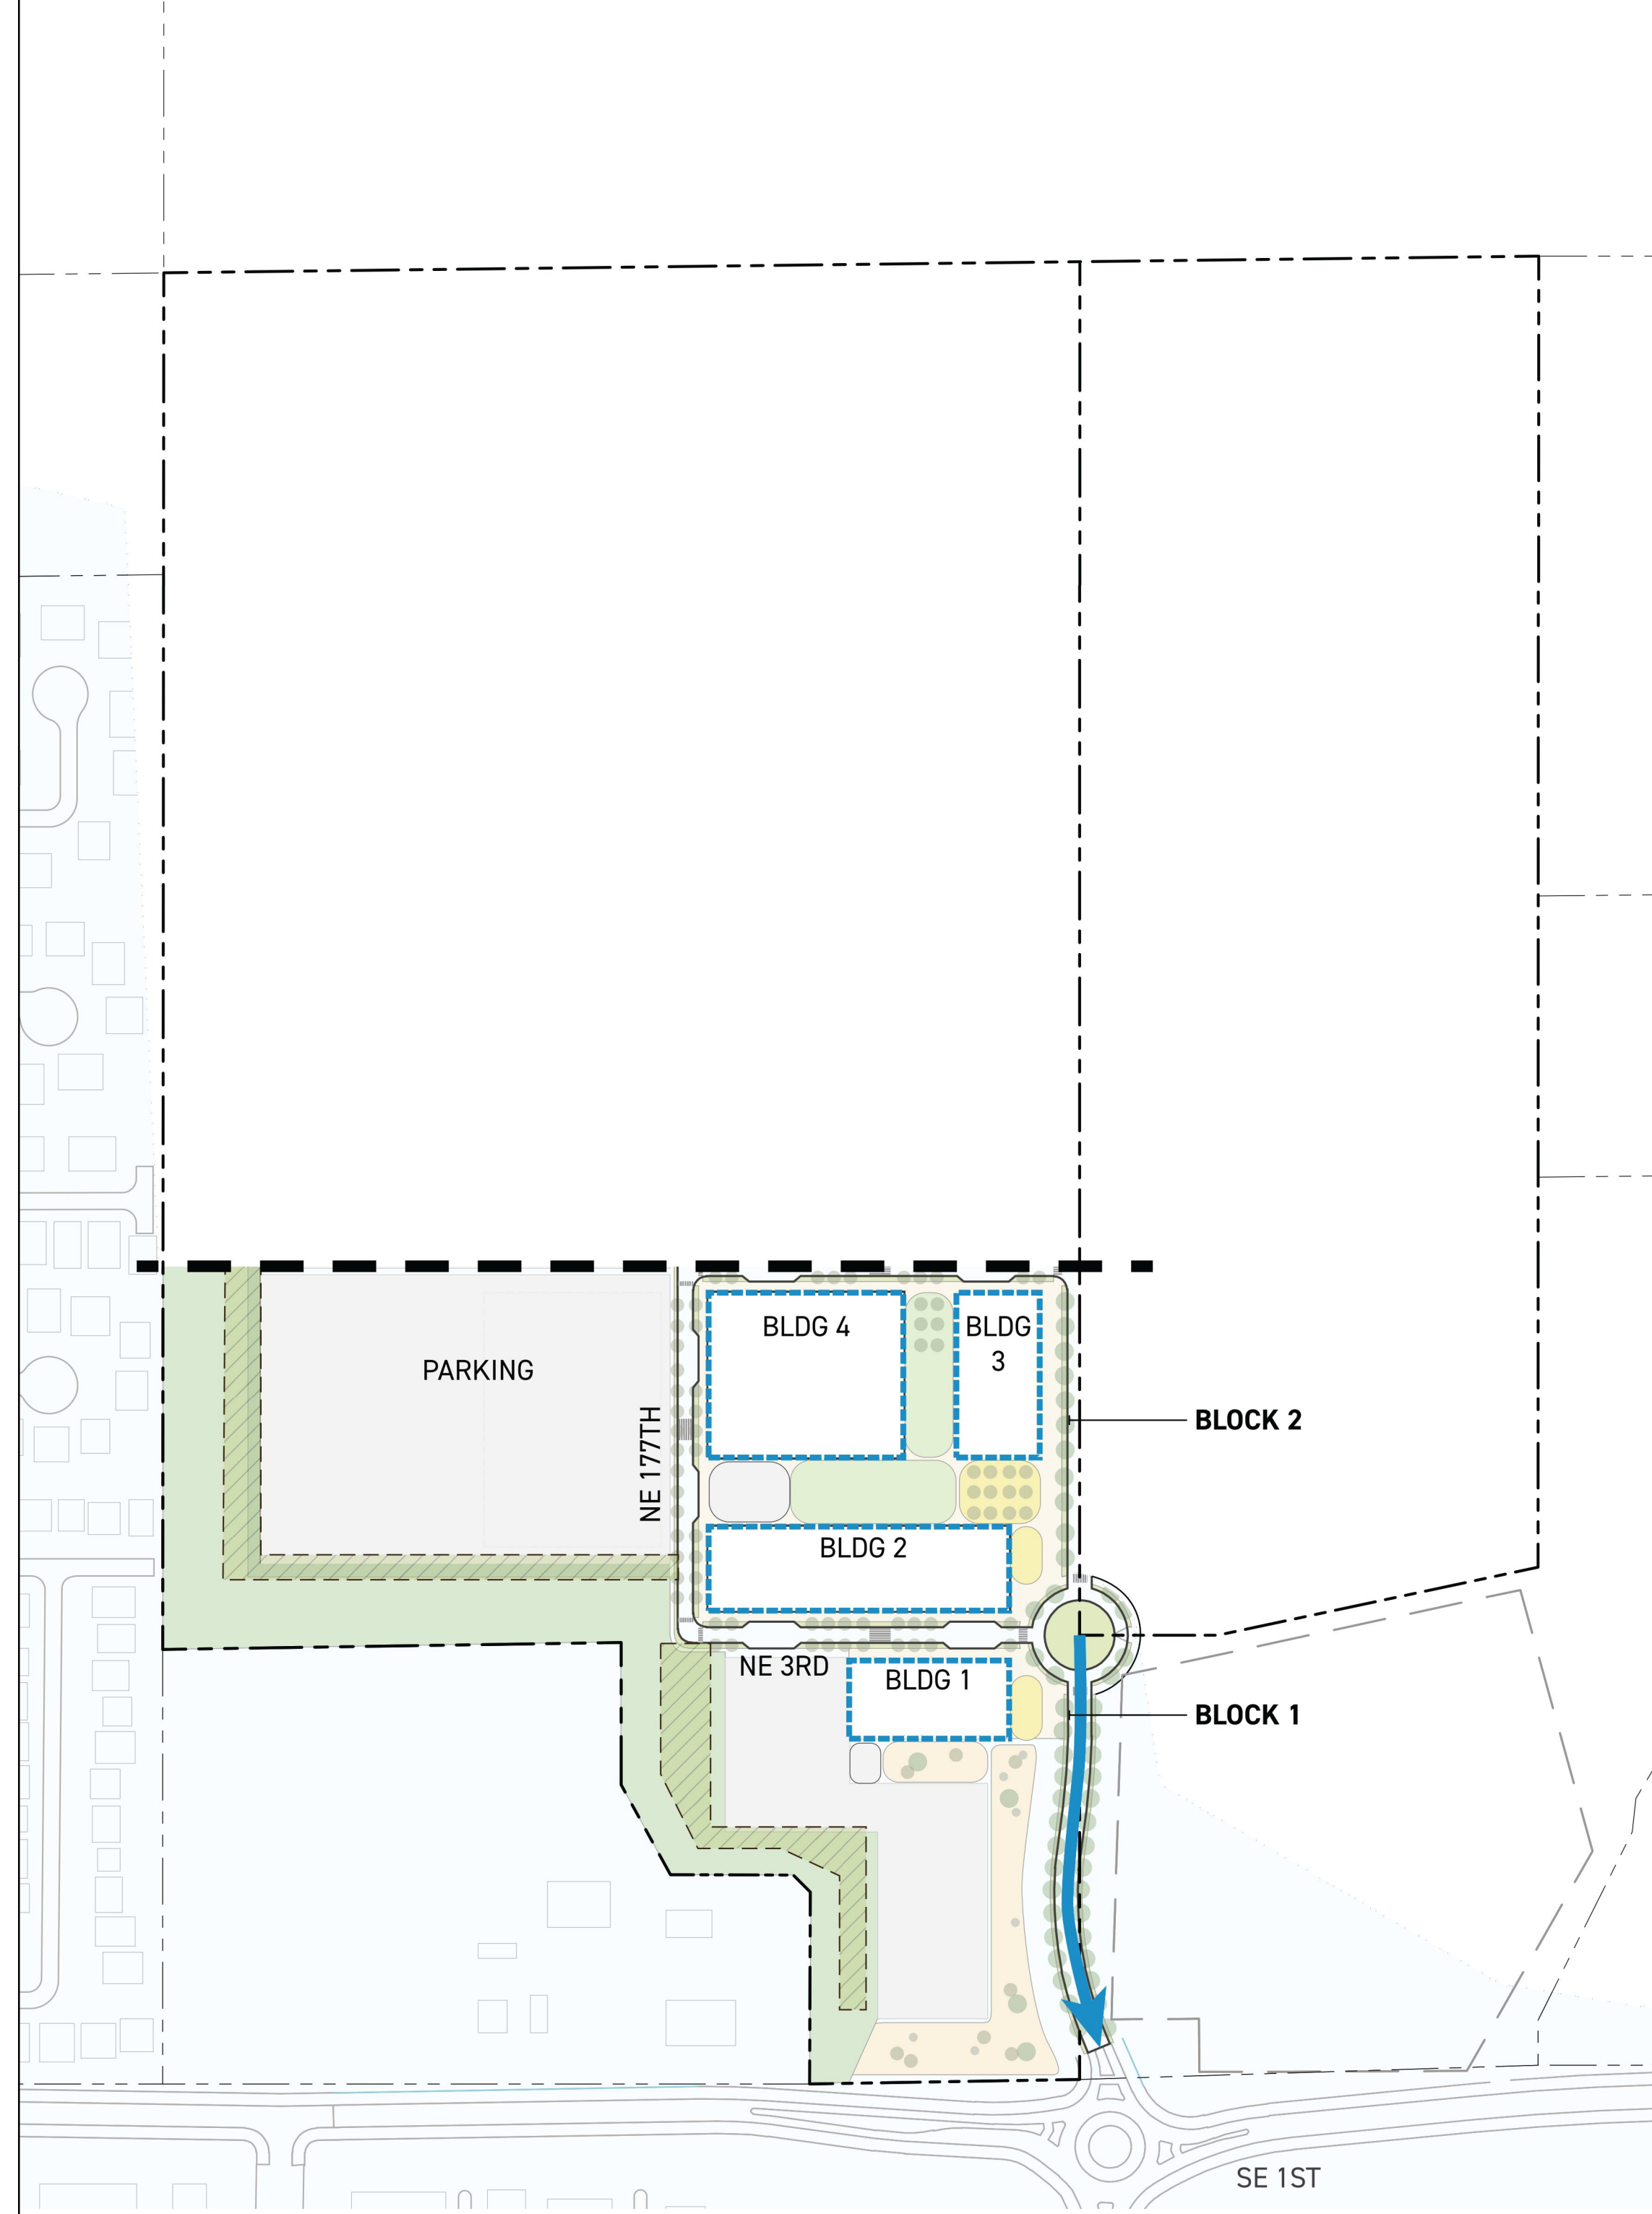 BLDG 4
BLDG
3
PARKING
NE 177TH
BLOCK 2
BLDG 2
NE 3RD
BLDG 1
BLOCK 1
SE 1ST